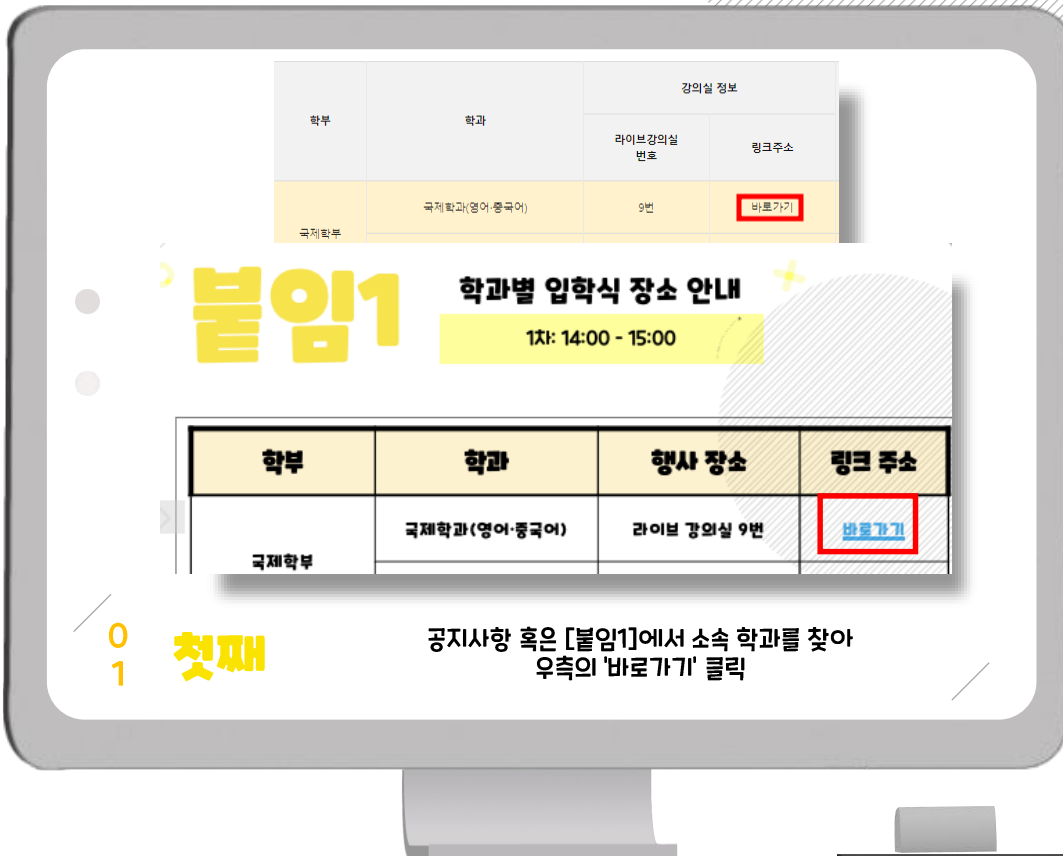 강의실 정보
학부
학과
라이브강의실
번호
링크주소
국제학과(영어·중국어)
9번
바로가기
국제학부
붙임1
학과별 입학식 장소 안내
1차: 14:00 - 15:00
학부
학과
행사 장소
링크 주소
국제학과(영어·중국어)
라이브 강의실 9번
바로가기
국제학부
0
1
첫째
공지사항 혹은 [붙임1]에서 소속 학과를 찾아
우측의 '바로가기' 클릭